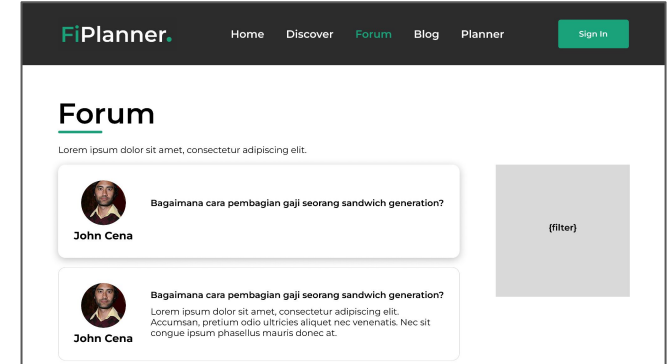 FiPlanner.
Home Discover Forum Blog Planner
Sign In
Forum
Lorem ipsum dolor sit amet, consectetur adipiscing elit.
Bagaimana cara pembagian gaji seorang sandwich generation?
John Cena
{filter}
Bagaimana cara pembagian gaji seorang sandwich generation?
Lorem ipsum dolor sit amet, consectetur adipiscing elit.
Accumsan, pretium odio ultricies aliquet nec venenatis. Nec sit
congue ipsum phasellus mauris donec at.
John Cena